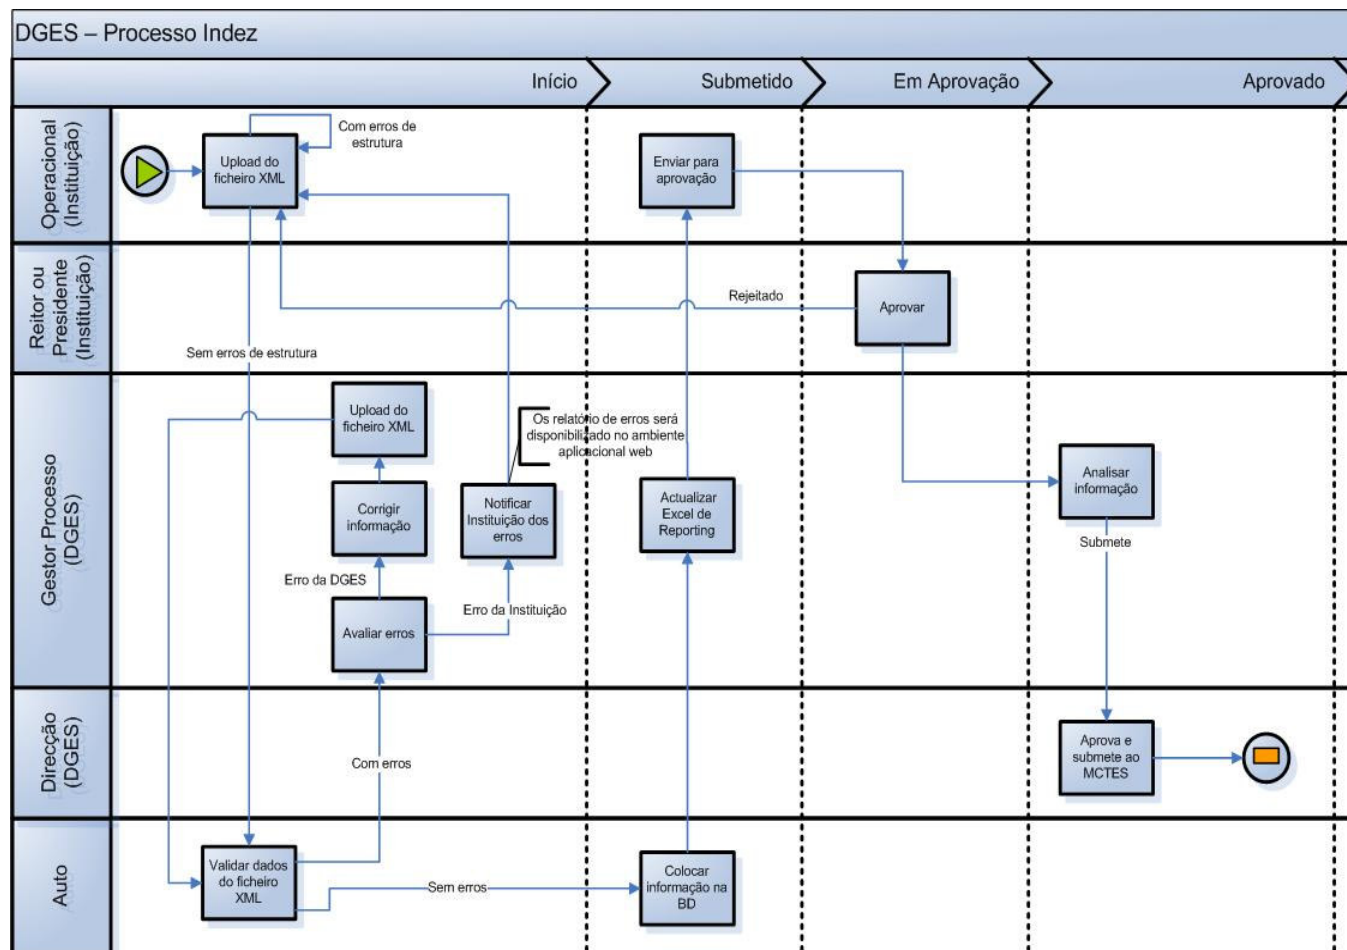 DGES – Processo Indez
Início
Submetido
Em Aprovação
Aprovado
Operacional
(Instituição)
Upload do
ficheiro XML
Com erros de
estrutura
Enviar para
aprovação
Reitor ou
Presidente
(Instituição)
Rejeitado
Aprovar
Sem erros de estrutura
Gestor Processo
(DGES)
Upload do
ficheiro XML
Os relatório de erros será
disponibilizado no ambiente
aplicacional web
Corrigir
informação
Notificar
Instituição dos
erros
Actualizar
Excel de
Reporting
Analisar
informação
Submete
Erro da DGES
Erro da Instituição
Avaliar erros
Direcção
(DGES)
Com erros
Aprova e
submete ao
MCTES
Auto
Validar dados
do ficheiro
XML
Sem erros
Colocar
informação na
BD